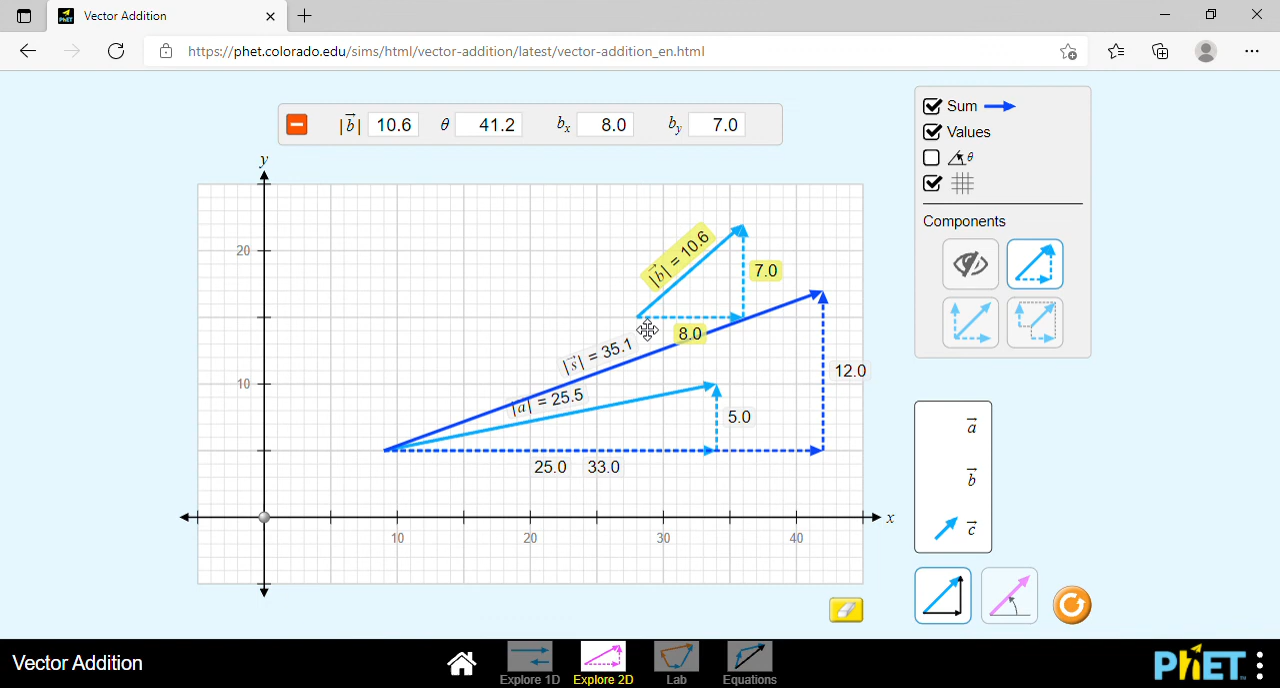 Vector Addition
https://phet.colorado.edu/sims/html/vector-addition/latest/vector-addition_en.html
|b⃗| 10.6 θ 41.2 bx 8.0 by 7.0
Sum
Values
θ
Components
y
20
10
|b⃗| = 10.6
7.0
8.0
|s⃗| = 35.1
12.0
|a⃗| = 25.5
5.0
25.0 33.0
x
10 20 30 40
a⃗
b⃗
c⃗
Vector Addition
Explore 1D Explore 2D Lab Equations
PhET